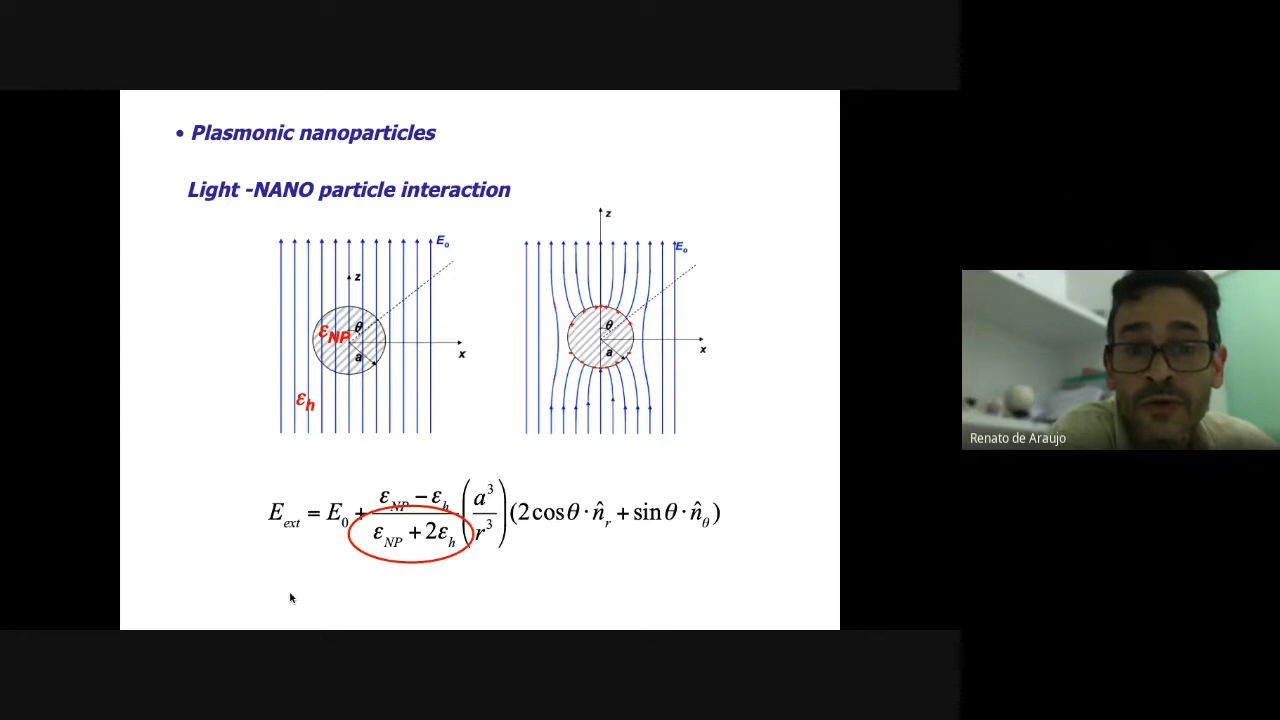 • Plasmonic nanoparticles
Light -NANO particle interaction
E₀
z
θ
ε_NP
a
x
ε_h
z
E₀
θ
a
x
E_ext = E₀ + (ε_NP − ε_h)/(ε_NP + 2ε_h) (a³/r³) (2cosθ · n̂_r + sinθ · n̂_θ)
Renato de Araujo